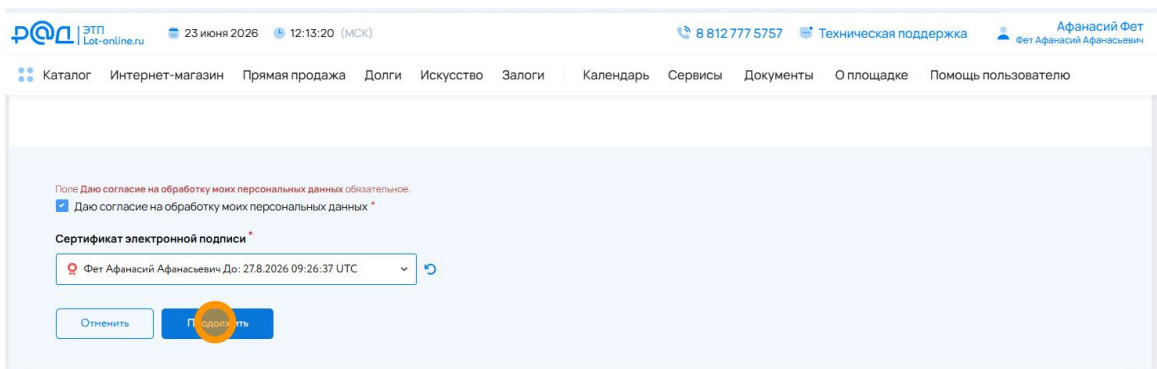 РАД ЭТП
Lot-online.ru
23 июня 2026 12:13:20 (МСК)
8 812 777 5757
Техническая поддержка
Афанасий Фет
Фет Афанасий Афанасьевич
Каталог Интернет-магазин Прямая продажа Долги Искусство Залоги Календарь Сервисы Документы О площадке Помощь пользователю
Поле Даю согласие на обработку моих персональных данных обязательное.
Даю согласие на обработку моих персональных данных *
Сертификат электронной подписи *
Фет Афанасий Афанасьевич До: 27.8.2026 09:26:37 UTC
Отменить Продолжить